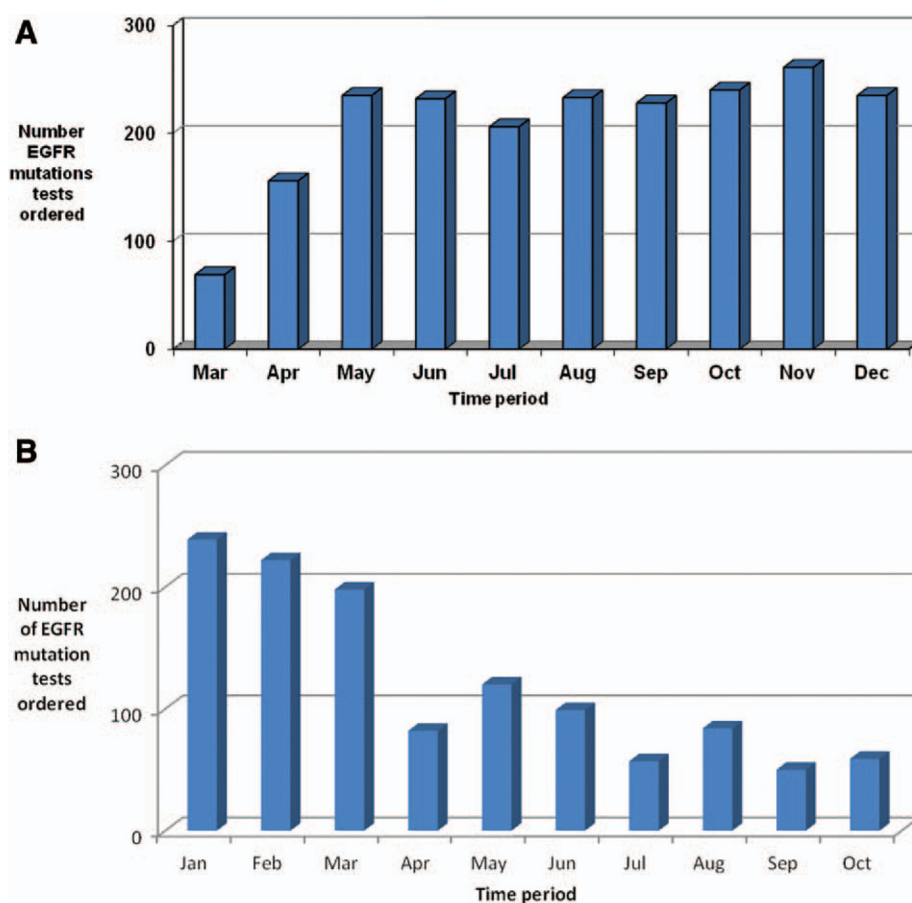 A
300
200
100
0
Number
EGFR
mutations
tests
ordered
Mar Apr May Jun Jul Aug Sep Oct Nov Dec
Time period
B
300
200
100
0
Number
of EGFR
mutation
tests
ordered
Jan Feb Mar Apr May Jun Jul Aug Sep Oct
Time period